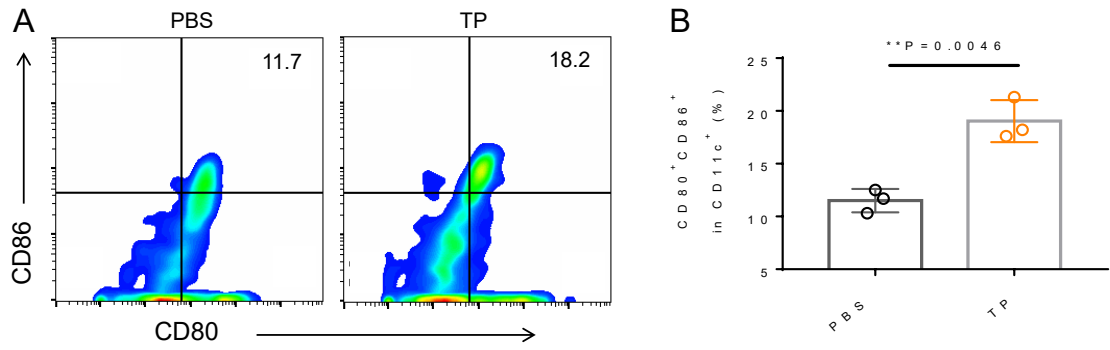 A
PBS
TP
11.7
18.2
CD86
CD80
B
**P=0.0046
CD80⁺CD86⁺
in CD11c⁺(%)
25
20
15
10
5
PBS
TP